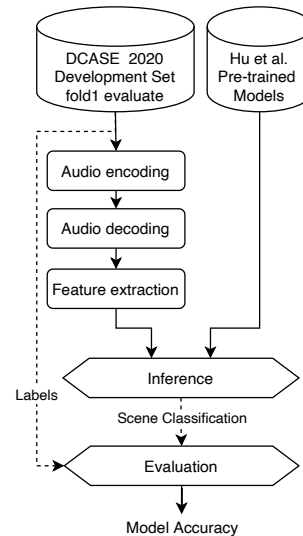 DCASE 2020
Development Set
fold1 evaluate
Hu et al.
Pre-trained
Models
Audio encoding
Audio decoding
Feature extraction
Inference
Labels
Scene Classification
Evaluation
Model Accuracy